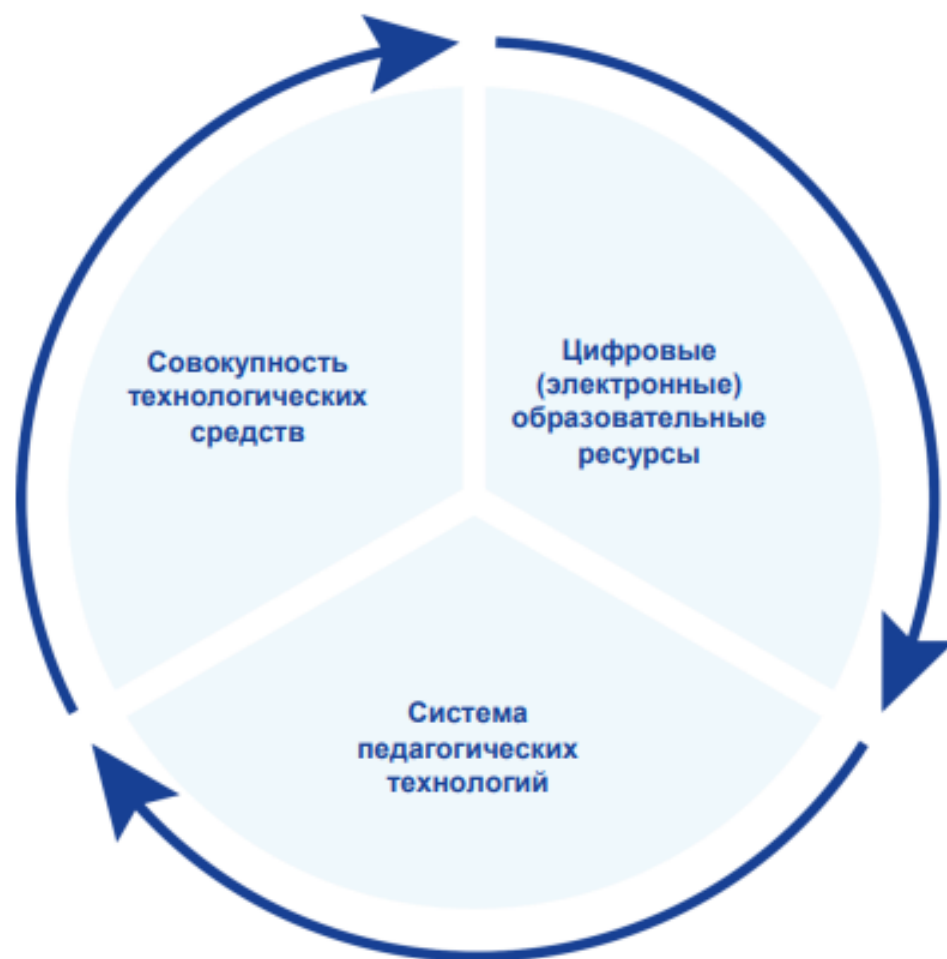 Совокупность
технологических
средств
Цифровые
(электронные)
образовательные
ресурсы
Система
педагогических
технологий